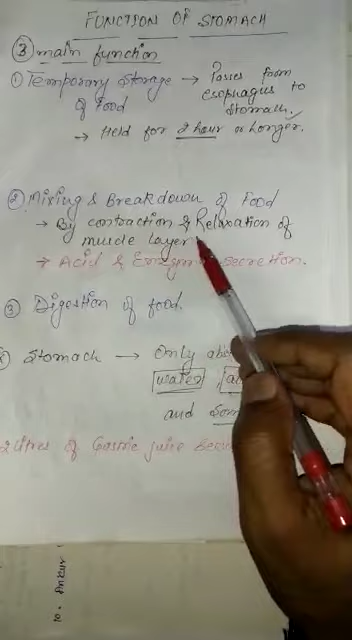 FUNCTION OF STOMACH
③ main function
① Temporary Storage → Passes from
of Food esophagus to
stomach.
→ Held for 2 hour or longer.
② Mixing & Breakdown of Food
→ By contraction & Relaxation of
muscle layer
→ Acid & secretion.
③ Digestion of food.
Stomach → Only
water
and
of Gastric juice